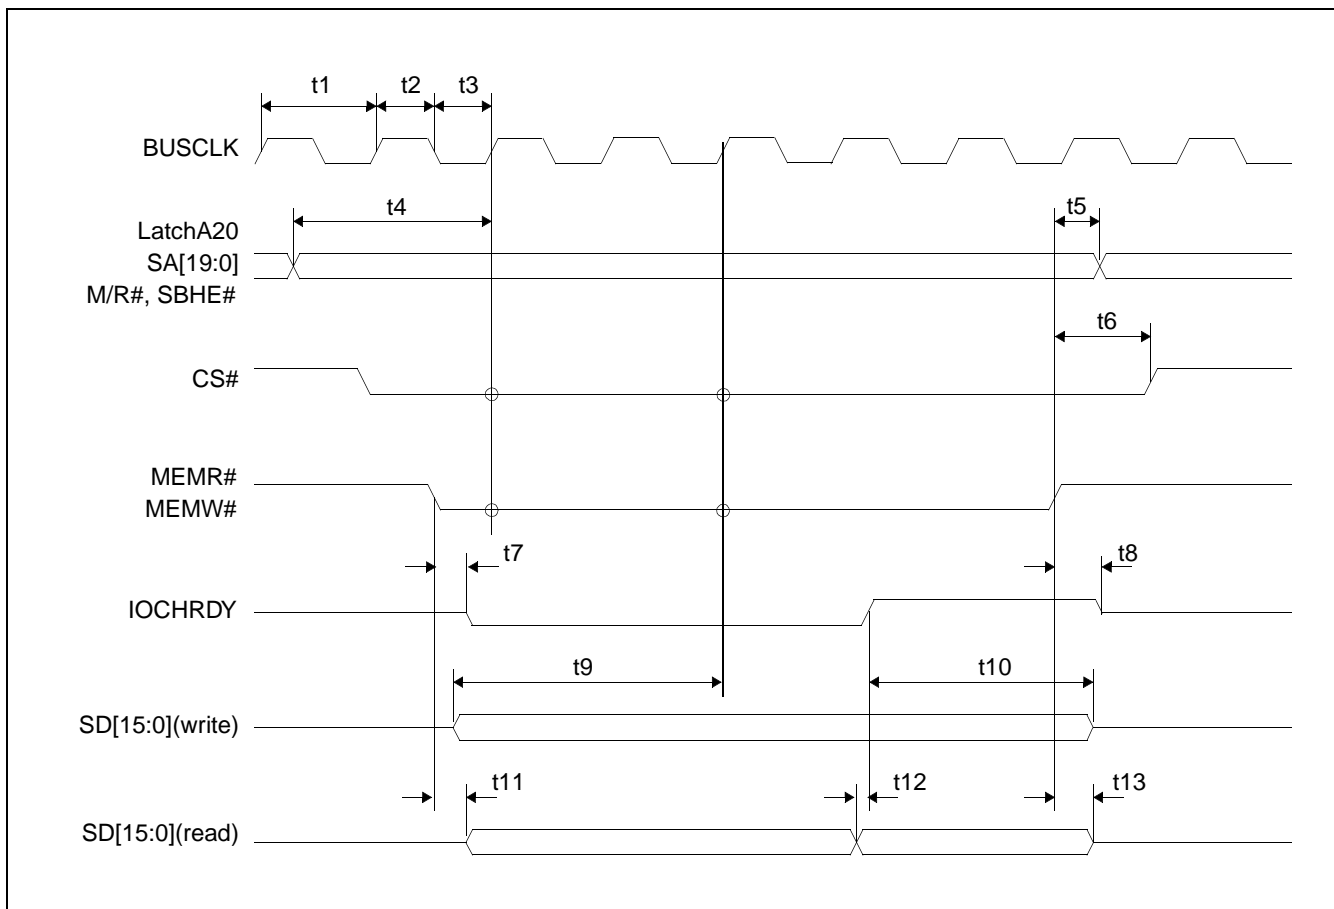 t1 t2 t3
BUSCLK
t4 t5
LatchA20
SA[19:0]
M/R#, SBHE#
t6
CS#
MEMR#
MEMW#
t7 t8
IOCHRDY
t9 t10
SD[15:0](write)
t11 t12 t13
SD[15:0](read)